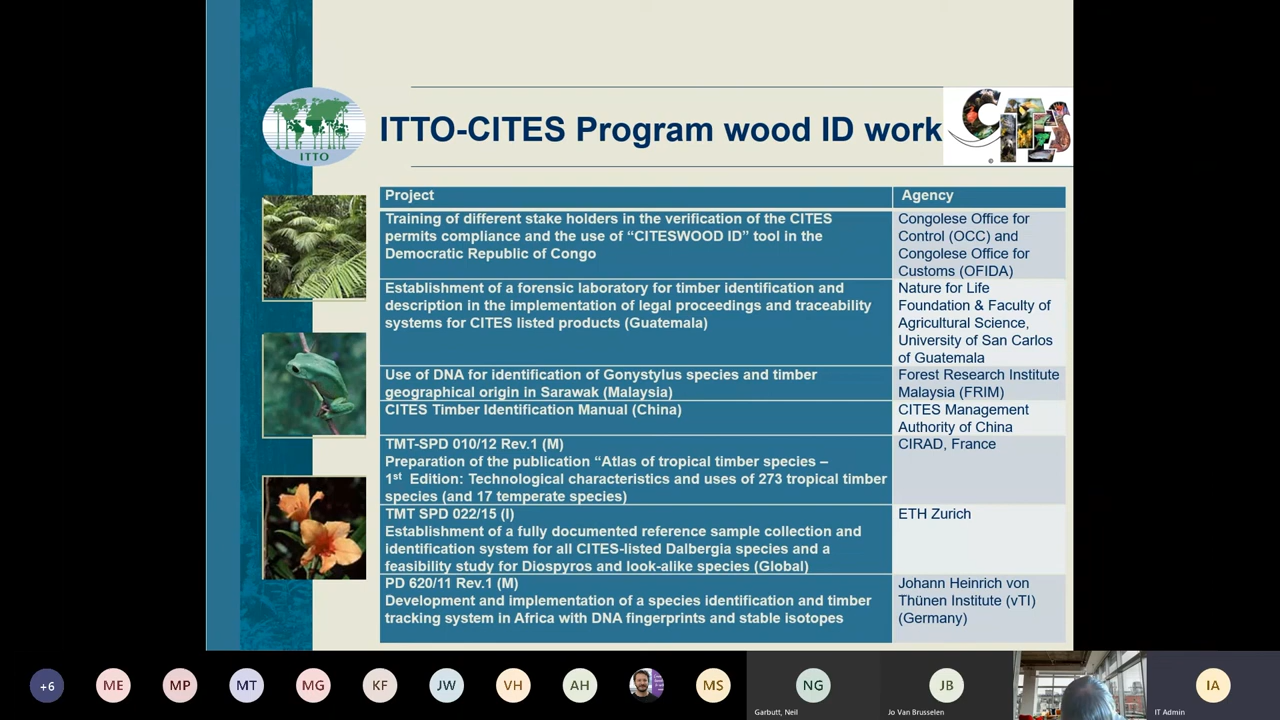 ITTO-CITES Program wood ID work
CITES
ITTO
Project
Agency
Training of different stake holders in the verification of the CITES
permits compliance and the use of “CITESWOOD ID” tool in the
Democratic Republic of Congo
Congolese Office for
Control (OCC) and
Congolese Office for
Customs (OFIDA)
Establishment of a forensic laboratory for timber identification and
description in the implementation of legal proceedings and traceability
systems for CITES listed products (Guatemala)
Nature for Life
Foundation & Faculty of
Agricultural Science,
University of San Carlos
of Guatemala
Use of DNA for identification of Gonystylus species and timber
geographical origin in Sarawak (Malaysia)
Forest Research Institute
Malaysia (FRIM)
CITES Timber Identification Manual (China)
CITES Management
Authority of China
TMT-SPD 010/12 Rev.1 (M)
Preparation of the publication “Atlas of tropical timber species –
1st Edition: Technological characteristics and uses of 273 tropical timber
species (and 17 temperate species)
CIRAD, France
TMT SPD 022/15 (I)
Establishment of a fully documented reference sample collection and
identification system for all CITES-listed Dalbergia species and a
feasibility study for Diospyros and look-alike species (Global)
ETH Zurich
PD 620/11 Rev.1 (M)
Development and implementation of a species identification and timber
tracking system in Africa with DNA fingerprints and stable isotopes
Johann Heinrich von
Thünen Institute (vTI)
(Germany)
+6
ME
MP
MT
MG
KF
JW
VH
AH
MS
NG
Garbutt, Neil
JB
Jo Van Brusselen
IA
IT Admin